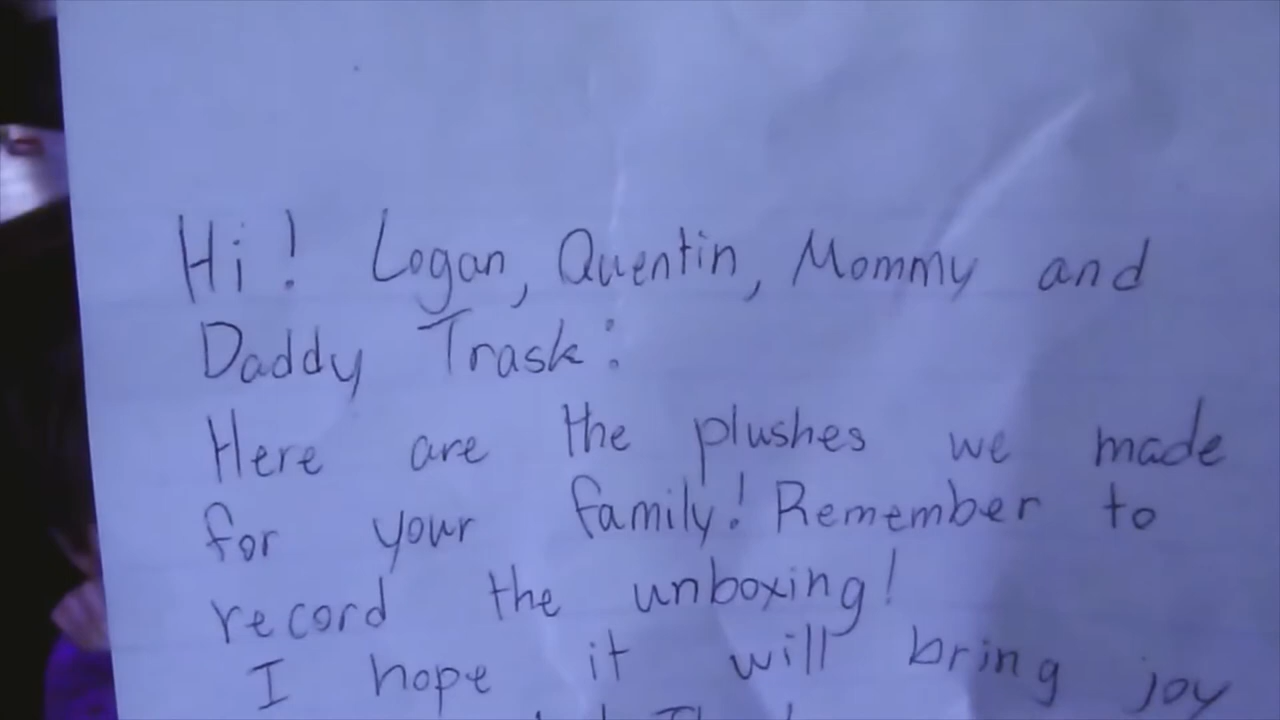 Hi! Logan, Quentin, Mommy and
Daddy Trask:
Here are the plushes we made
for your family! Remember to
record the unboxing!
I hope it will bring joy